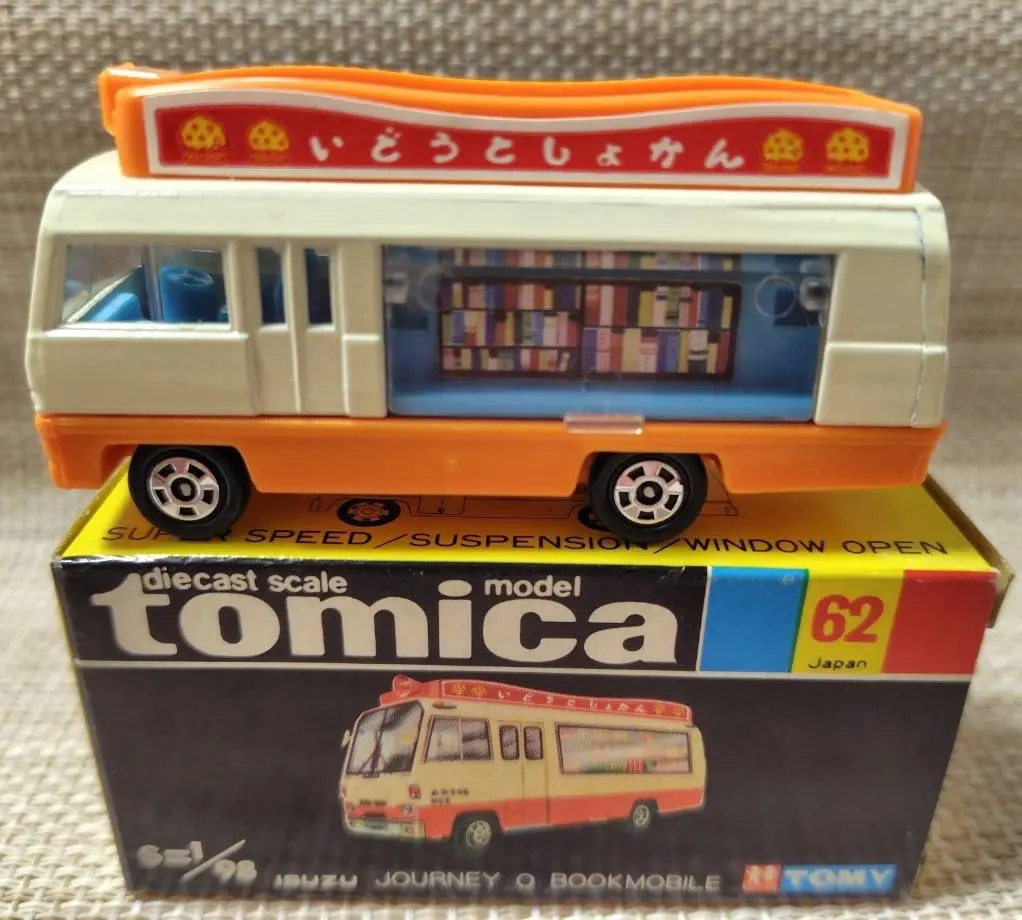 いどうとしょかん
SUPER SPEED/SUSPENSION/WINDOW OPEN
diecast scale model
tomica
62
Japan
いどうとしょかん
S=1/98 ISUZU JOURNEY Q BOOKMOBILE
TOMY